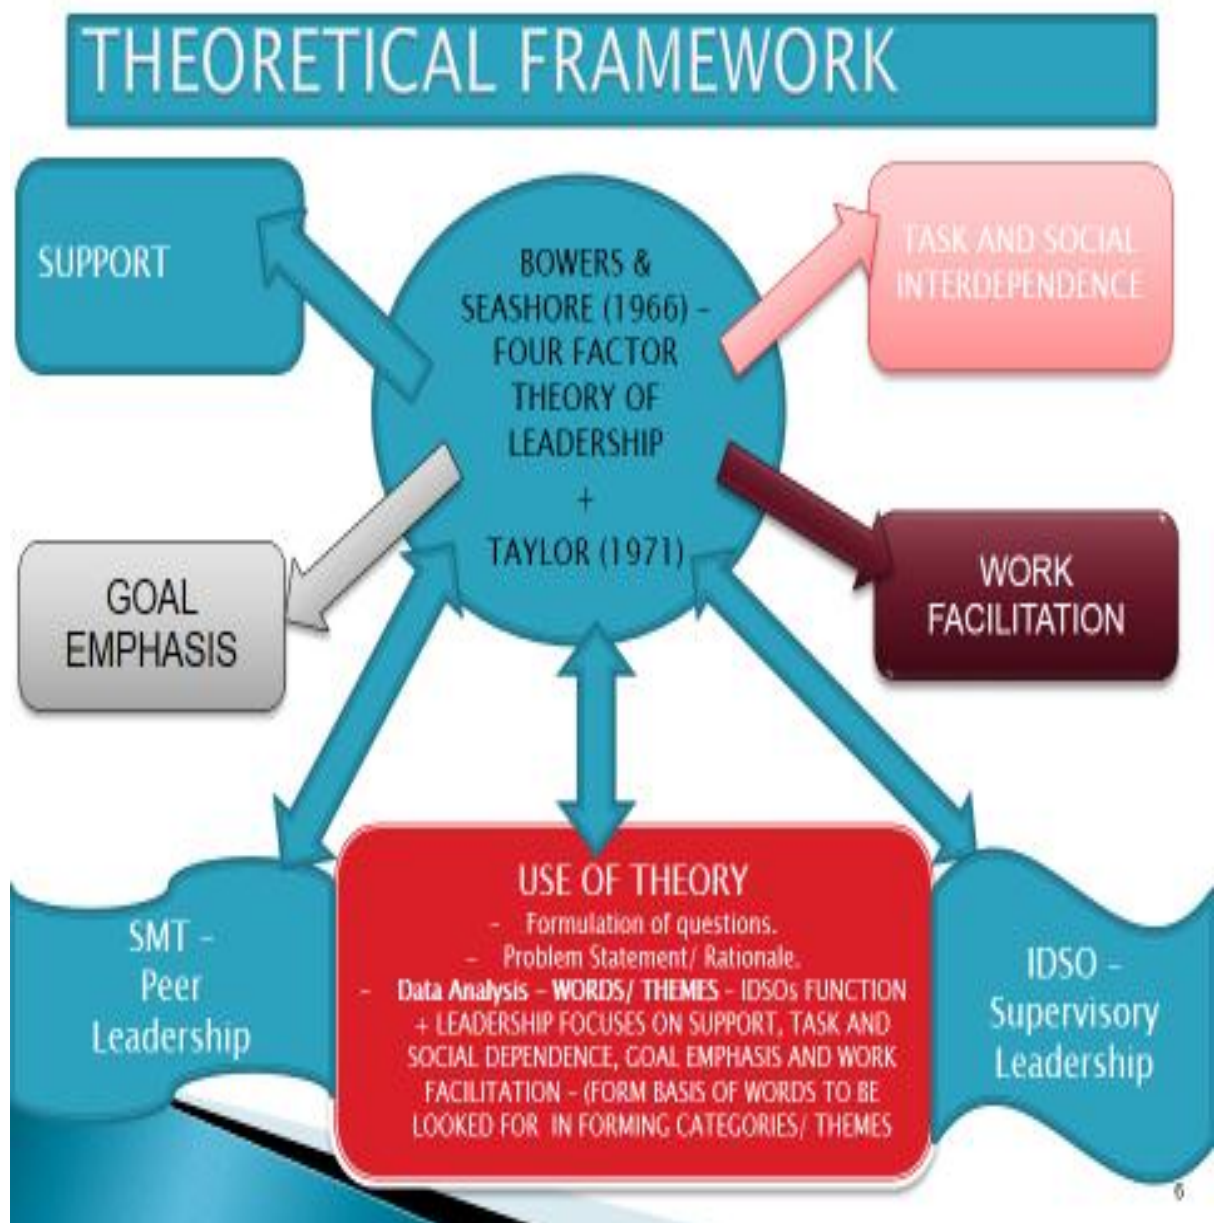 THEORETICAL FRAMEWORK
SUPPORT
BOWERS &
SEASHORE (1966) –
FOUR FACTOR
THEORY OF
LEADERSHIP
+
TAYLOR (1971)
TASK AND SOCIAL
INTERDEPENDENCE
GOAL
EMPHASIS
WORK
FACILITATION
SMT –
Peer
Leadership
USE OF THEORY
- Formulation of questions.
- Problem Statement/ Rationale.
- Data Analysis – WORDS/ THEMES – IDSOs FUNCTION
+ LEADERSHIP FOCUSES ON SUPPORT, TASK AND
SOCIAL DEPENDENCE, GOAL EMPHASIS AND WORK
FACILITATION – (FORM BASIS OF WORDS TO BE
LOOKED FOR IN FORMING CATEGORIES/ THEMES
IDSO –
Supervisory
Leadership
6